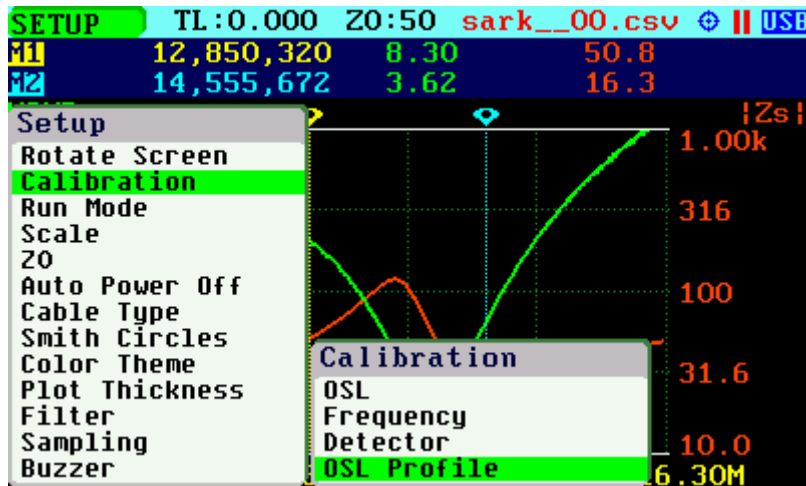 SETUP TL:0.000 Z0:50 sark__00.csv USB
M1 12,850,320 8.30 50.8
M2 14,555,672 3.62 16.3
|Zs|
Setup
Rotate Screen
Calibration
Run Mode
Scale
ZO
Auto Power Off
Cable Type
Smith Circles
Color Theme
Plot Thickness
Filter
Sampling
Buzzer
Calibration
OSL
Frequency
Detector
OSL Profile
1.00k
316
100
31.6
10.0
6.30M